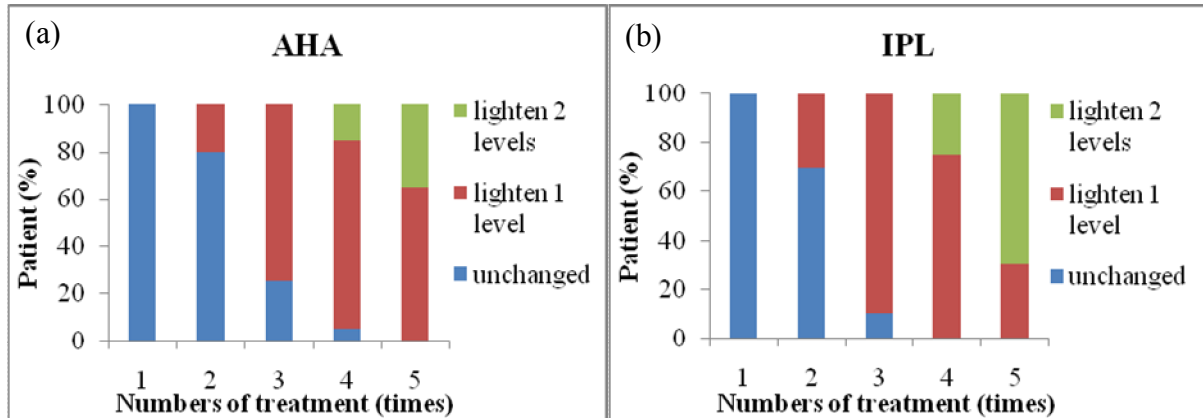 (a)
AHA
100
80
60
40
20
0
Patient (%)
1 2 3 4 5
Numbers of treatment (times)
lighten 2
levels
lighten 1
level
unchanged
(b)
IPL
100
80
60
40
20
0
Patient (%)
1 2 3 4 5
Numbers of treatment (times)
lighten 2
levels
lighten 1
level
unchanged